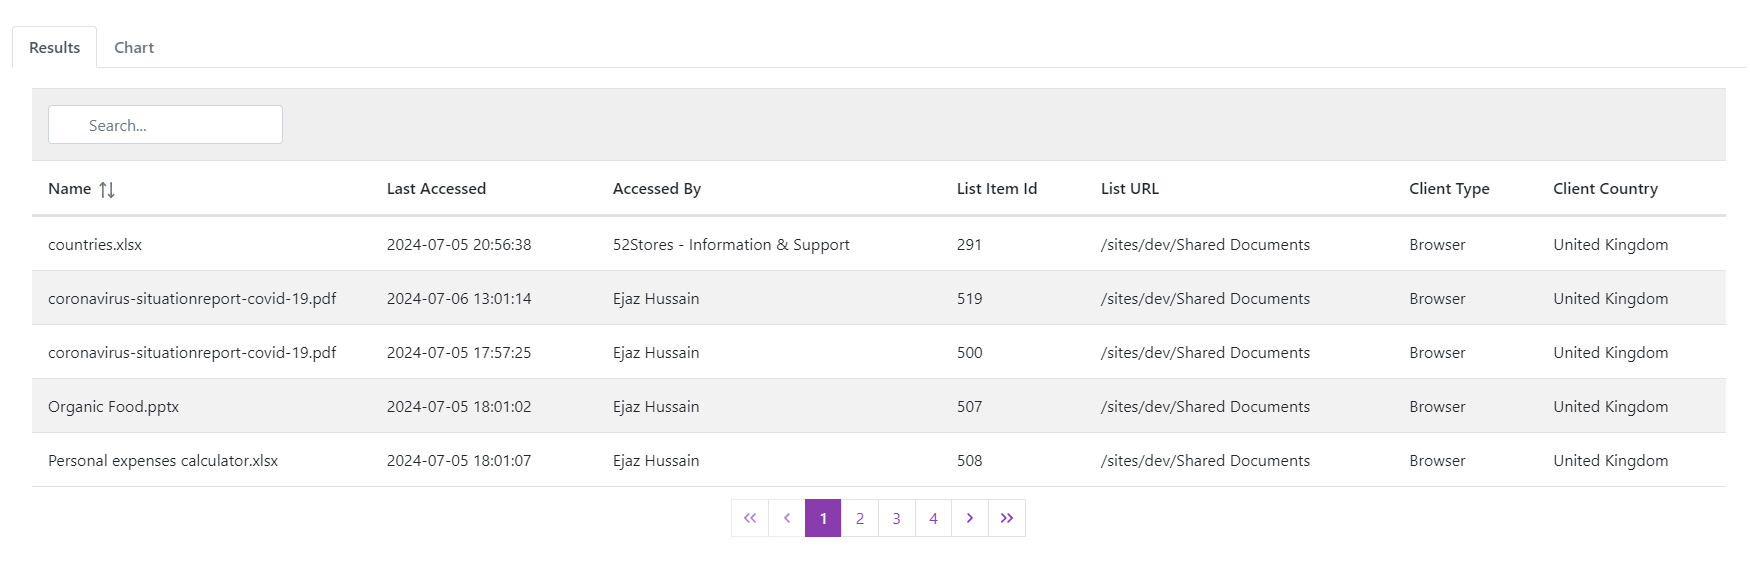 Results Chart
Search...
Name Last Accessed Accessed By List Item Id List URL Client Type Client Country
countries.xlsx 2024-07-05 20:56:38 52Stores - Information & Support 291 /sites/dev/Shared Documents Browser United Kingdom
coronavirus-situationreport-covid-19.pdf 2024-07-06 13:01:14 Ejaz Hussain 519 /sites/dev/Shared Documents Browser United Kingdom
coronavirus-situationreport-covid-19.pdf 2024-07-05 17:57:25 Ejaz Hussain 500 /sites/dev/Shared Documents Browser United Kingdom
Organic Food.pptx 2024-07-05 18:01:02 Ejaz Hussain 507 /sites/dev/Shared Documents Browser United Kingdom
Personal expenses calculator.xlsx 2024-07-05 18:01:07 Ejaz Hussain 508 /sites/dev/Shared Documents Browser United Kingdom
1 2 3 4